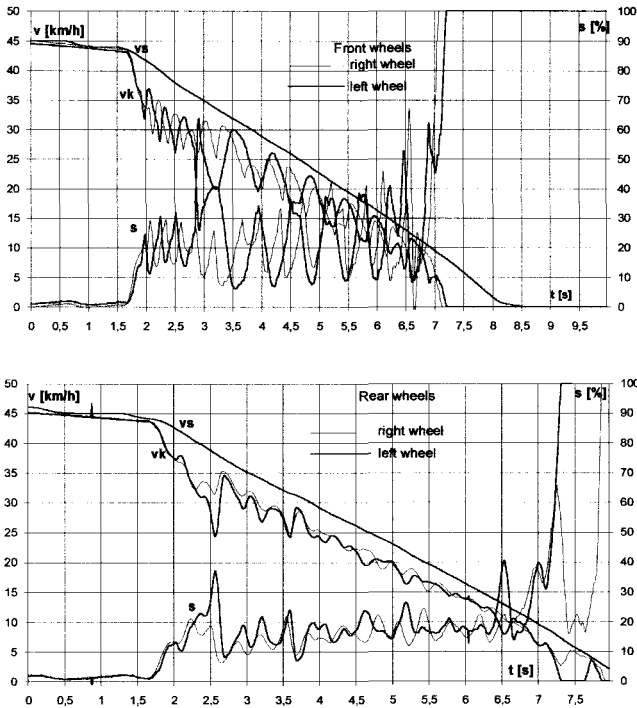 v [km/h] s [%]
50 100
45 90
40 80
35 70
30 60
25 50
20 40
15 30
10 20
5 10
0 0
vs
vk
s
Front wheels
right wheel
left wheel
t [s]
0 0,5 1 1,5 2 2,5 3 3,5 4 4,5 5 5,5 6 6,5 7 7,5 8 8,5 9 9,5
v [km/h] s [%]
50 100
45 90
40 80
35 70
30 60
25 50
20 40
15 30
10 20
5 10
0 0
vs
vk
s
Rear wheels
right wheel
left wheel
t [s]
0 0,5 1 1,5 2 2,5 3 3,5 4 4,5 5 5,5 6 6,5 7 7,5